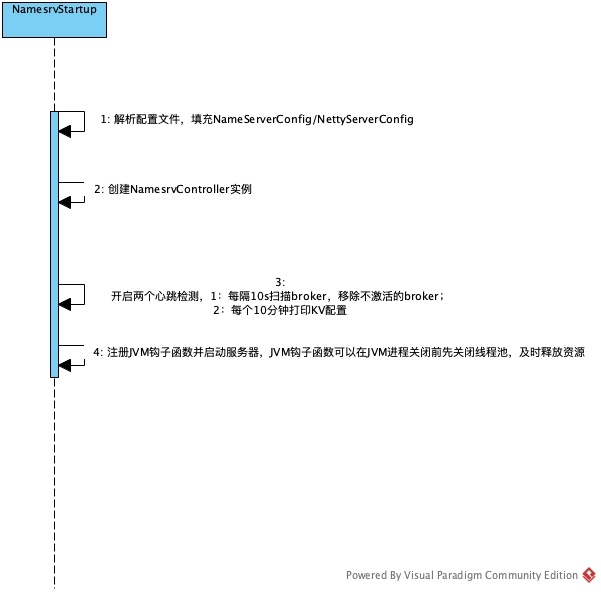 NamesrvStartup
1: 解析配置文件，填充NameServerConfig/NettyServerConfig
2: 创建NamesrvController实例
3:
开启两个心跳检测，1：每隔10s扫描broker，移除不激活的broker；
2：每个10分钟打印KV配置
4: 注册JVM钩子函数并启动服务器，JVM钩子函数可以在JVM进程关闭前先关闭线程池，及时释放资源
Powered By Visual Paradigm Community Edition